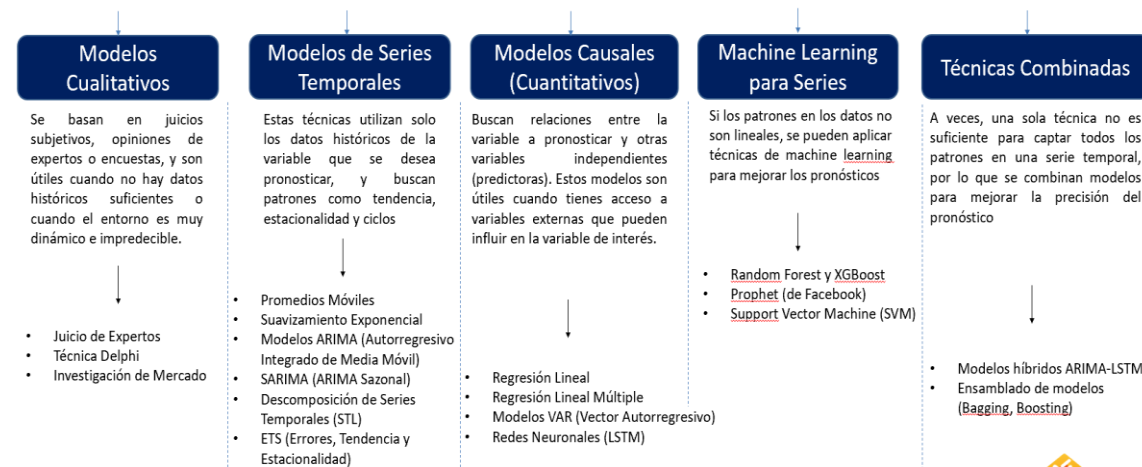 Modelos
Cualitativos
Se basan en juicios
subjetivos, opiniones de
expertos o encuestas, y son
útiles cuando no hay datos
históricos suficientes o
cuando el entorno es muy
dinámico e impredecible.
• Juicio de Expertos
• Técnica Delphi
• Investigación de Mercado
Modelos de Series
Temporales
Estas técnicas utilizan solo
los datos históricos de la
variable que se desea
pronosticar, y buscan
patrones como tendencia,
estacionalidad y ciclos
• Promedios Móviles
• Suavizamiento Exponencial
• Modelos ARIMA (Autorregresivo
Integrado de Media Móvil)
• SARIMA (ARIMA Sazonal)
• Descomposición de Series
Temporales (STL)
• ETS (Errores, Tendencia y
Estacionalidad)
Modelos Causales
(Cuantitativos)
Buscan relaciones entre la
variable a pronosticar y otras
variables independientes
(predictoras). Estos modelos son
útiles cuando tienes acceso a
variables externas que pueden
influir en la variable de interés.
• Regresión Lineal
• Regresión Lineal Múltiple
• Modelos VAR (Vector Autorregresivo)
• Redes Neuronales (LSTM)
Machine Learning
para Series
Si los patrones en los datos no
son lineales, se pueden aplicar
técnicas de machine learning
para mejorar los pronósticos
• Random Forest y XGBoost
• Prophet (de Facebook)
• Support Vector Machine (SVM)
Técnicas Combinadas
A veces, una sola técnica no es
suficiente para captar todos los
patrones en una serie temporal,
por lo que se combinan modelos
para mejorar la precisión del
pronóstico
• Modelos híbridos ARIMA-LSTM
• Ensamblado de modelos
(Bagging, Boosting)